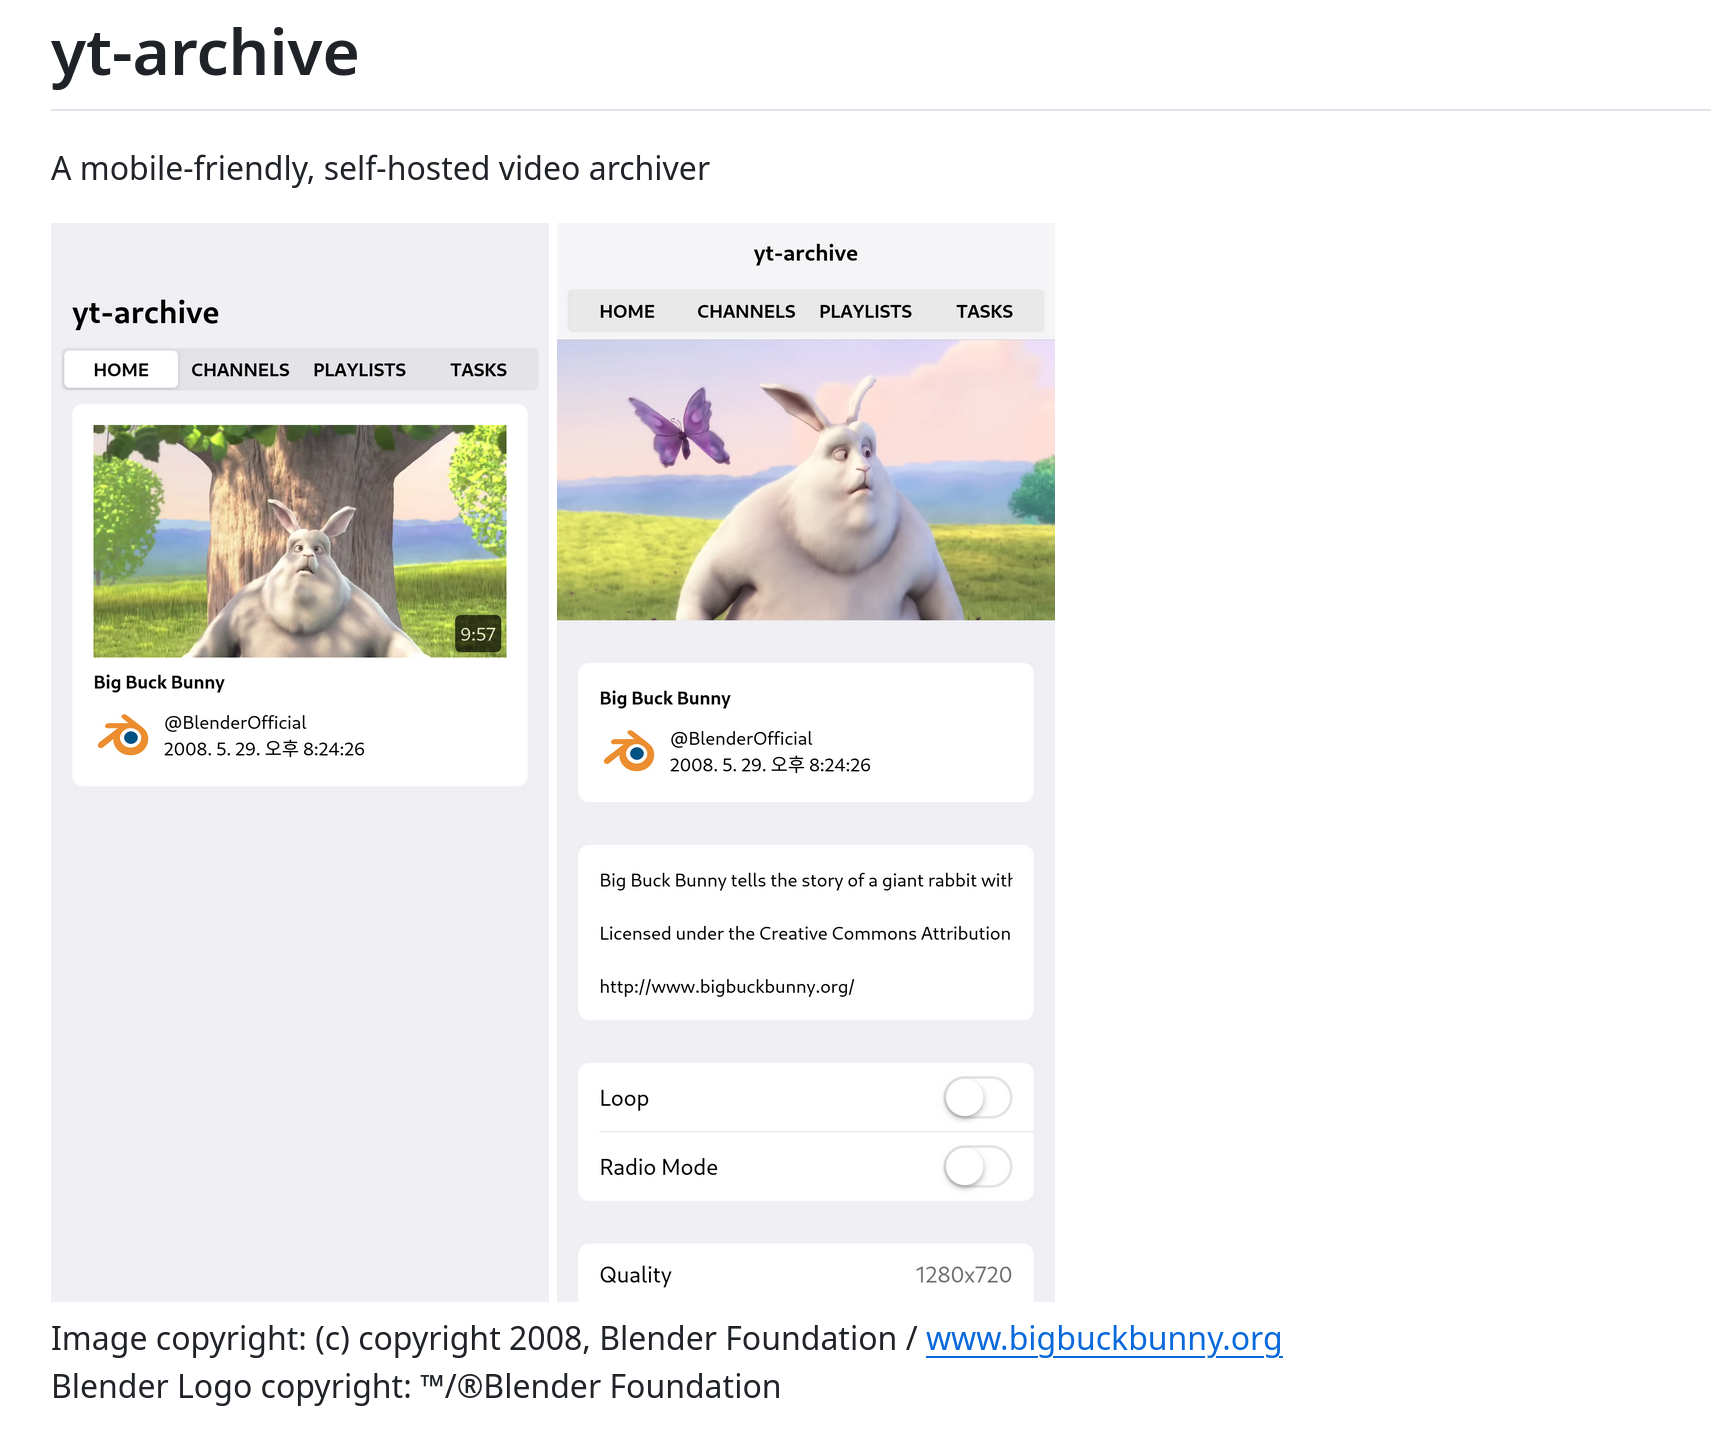 yt-archive
A mobile-friendly, self-hosted video archiver
yt-archive
HOME CHANNELS PLAYLISTS TASKS
9:57
Big Buck Bunny
@BlenderOfficial
2008. 5. 29. 오후 8:24:26
yt-archive
HOME CHANNELS PLAYLISTS TASKS
Big Buck Bunny
@BlenderOfficial
2008. 5. 29. 오후 8:24:26
Big Buck Bunny tells the story of a giant rabbit with
Licensed under the Creative Commons Attribution
http://www.bigbuckbunny.org/
Loop
Radio Mode
Quality 1280x720
Image copyright: (c) copyright 2008, Blender Foundation / www.bigbuckbunny.org
Blender Logo copyright: ™/®Blender Foundation